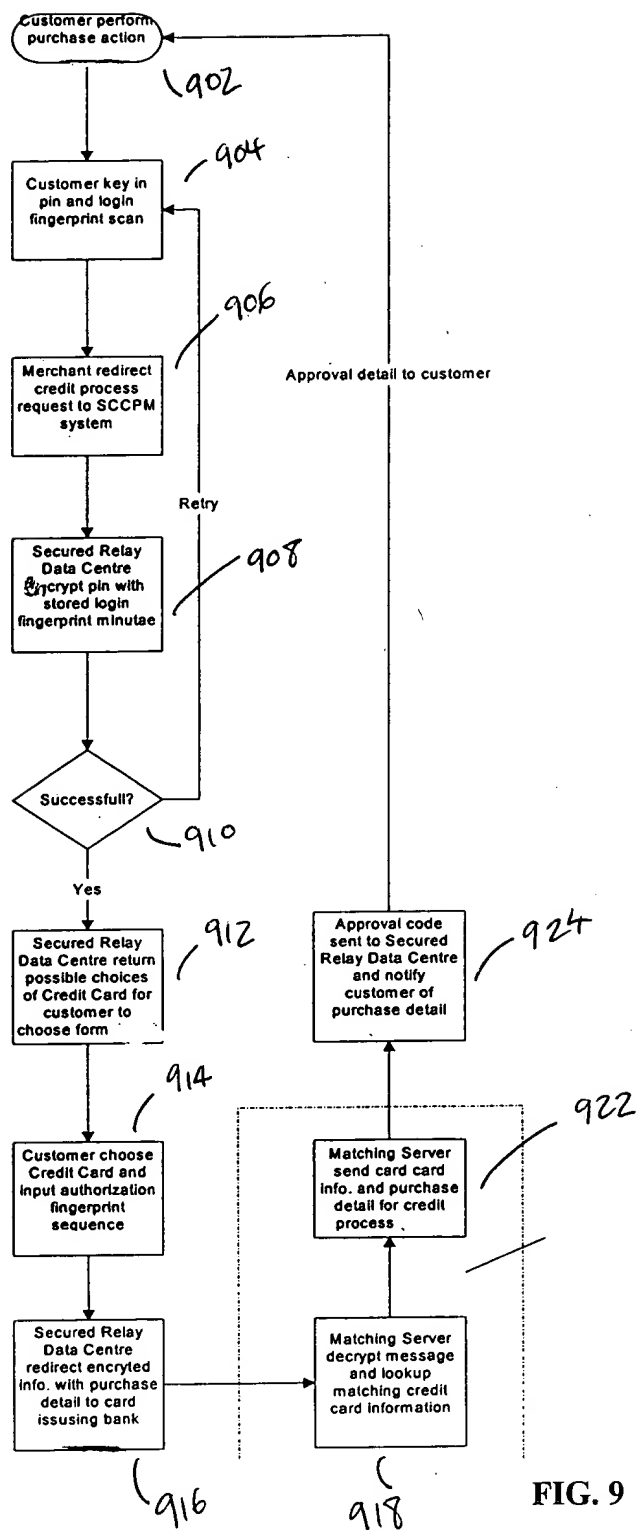 Customer perform
purchase action
902
904
Customer key in
pin and login
fingerprint scan
906
Merchant redirect
credit process
request to SCCPM
system
Approval detail to customer
Retry
Secured Relay
Data Centre
Encrypt pin with
stored login
fingerprint minutae
908
Successfull?
910
Yes
Secured Relay
Data Centre return
possible choices
of Credit Card for
customer to
choose form
912
Approval code
sent to Secured
Relay Data Centre
and notify
customer of
purchase detail
924
914
Customer choose
Credit Card and
input authorization
fingerprint
sequence
922
Matching Server
send card card
info. and purchase
detail for credit
process
Secured Relay
Data Centre
redirect encryted
info. with purchase
detail to card
issusing bank
916
Matching Server
decrypt message
and lookup
matching credit
card information
918
FIG. 9